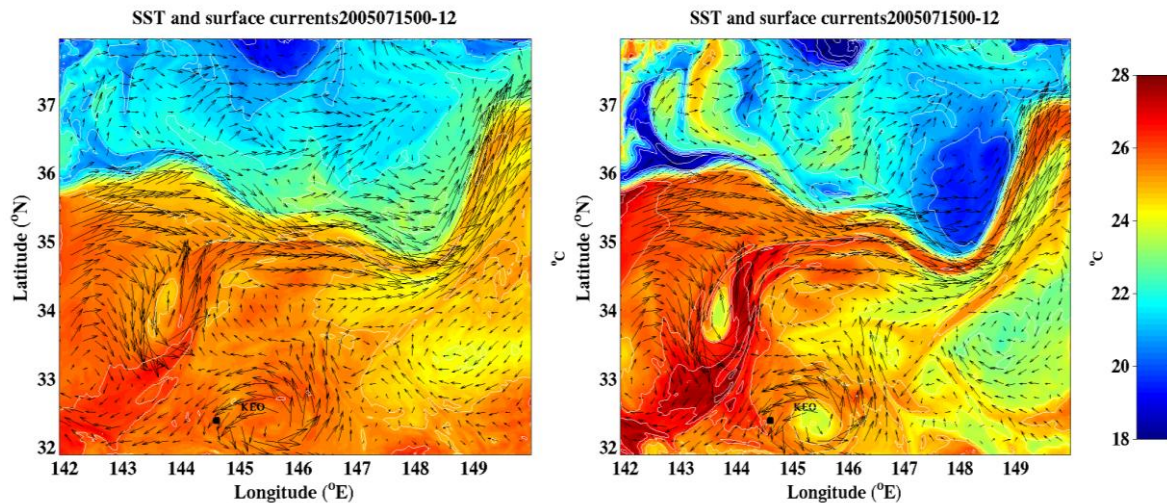 SST and surface currents2005071500-12
37
36
35
34
33
32
Latitude (°N)
142 143 144 145 146 147 148 149
Longitude (°E)
KEO
°C
SST and surface currents2005071500-12
37
36
35
34
33
32
Latitude (°N)
142 143 144 145 146 147 148 149
Longitude (°E)
KEO
°C
28
26
24
22
20
18